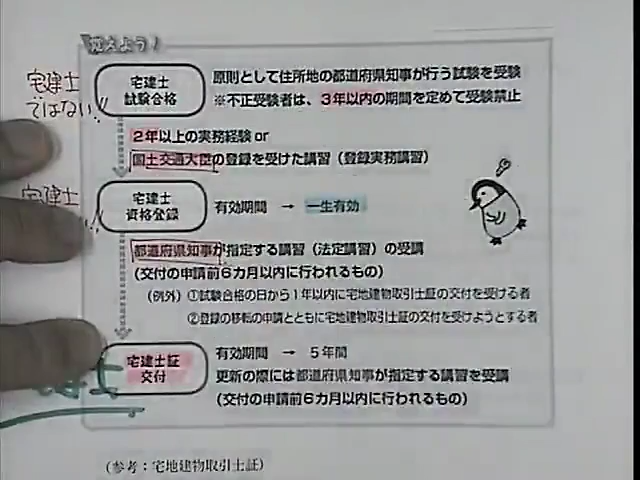 覚えよう！
宅建士
ではない!!
宅建士
試験合格
原則として住所地の都道府県知事が行う試験を受験
※不正受験者は、3年以内の期間を定めて受験禁止
2年以上の実務経験 or
国土交通大臣の登録を受けた講習（登録実務講習）
宅建士
宅建士
資格登録
有効期間 → 一生有効
都道府県知事が指定する講習（法定講習）の受講
（交付の申請前6カ月以内に行われるもの）
（例外）①試験合格の日から1年以内に宅地建物取引士証の交付を受ける者
②登録の移転の申請とともに宅地建物取引士証の交付を受けようとする者
宅建士証
交付
有効期間 → 5年間
更新の際には都道府県知事が指定する講習を受講
（交付の申請前6カ月以内に行われるもの）
（参考：宅地建物取引士証）